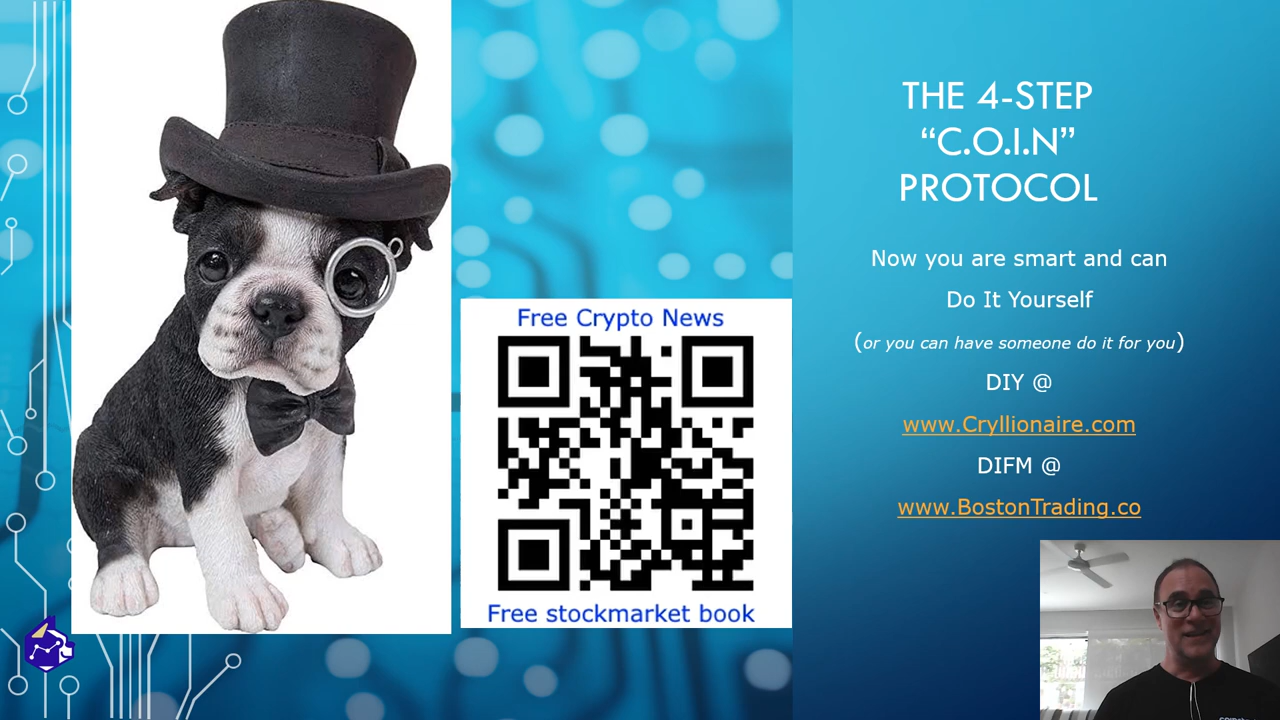 THE 4-STEP
“C.O.I.N”
PROTOCOL
Now you are smart and can
Do It Yourself
(or you can have someone do it for you)
DIY @
www.Cryllionaire.com
DIFM @
www.BostonTrading.co
Free Crypto News
Free stockmarket book